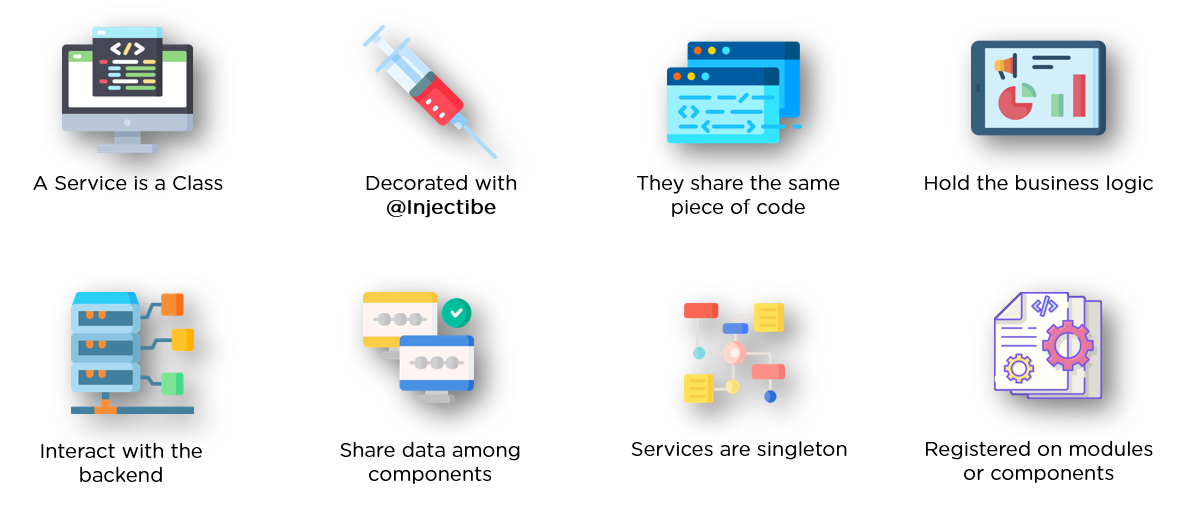 A Service is a Class
Decorated with
@Injectibe
They share the same
piece of code
Hold the business logic
Interact with the
backend
Share data among
components
Services are singleton
Registered on modules
or components